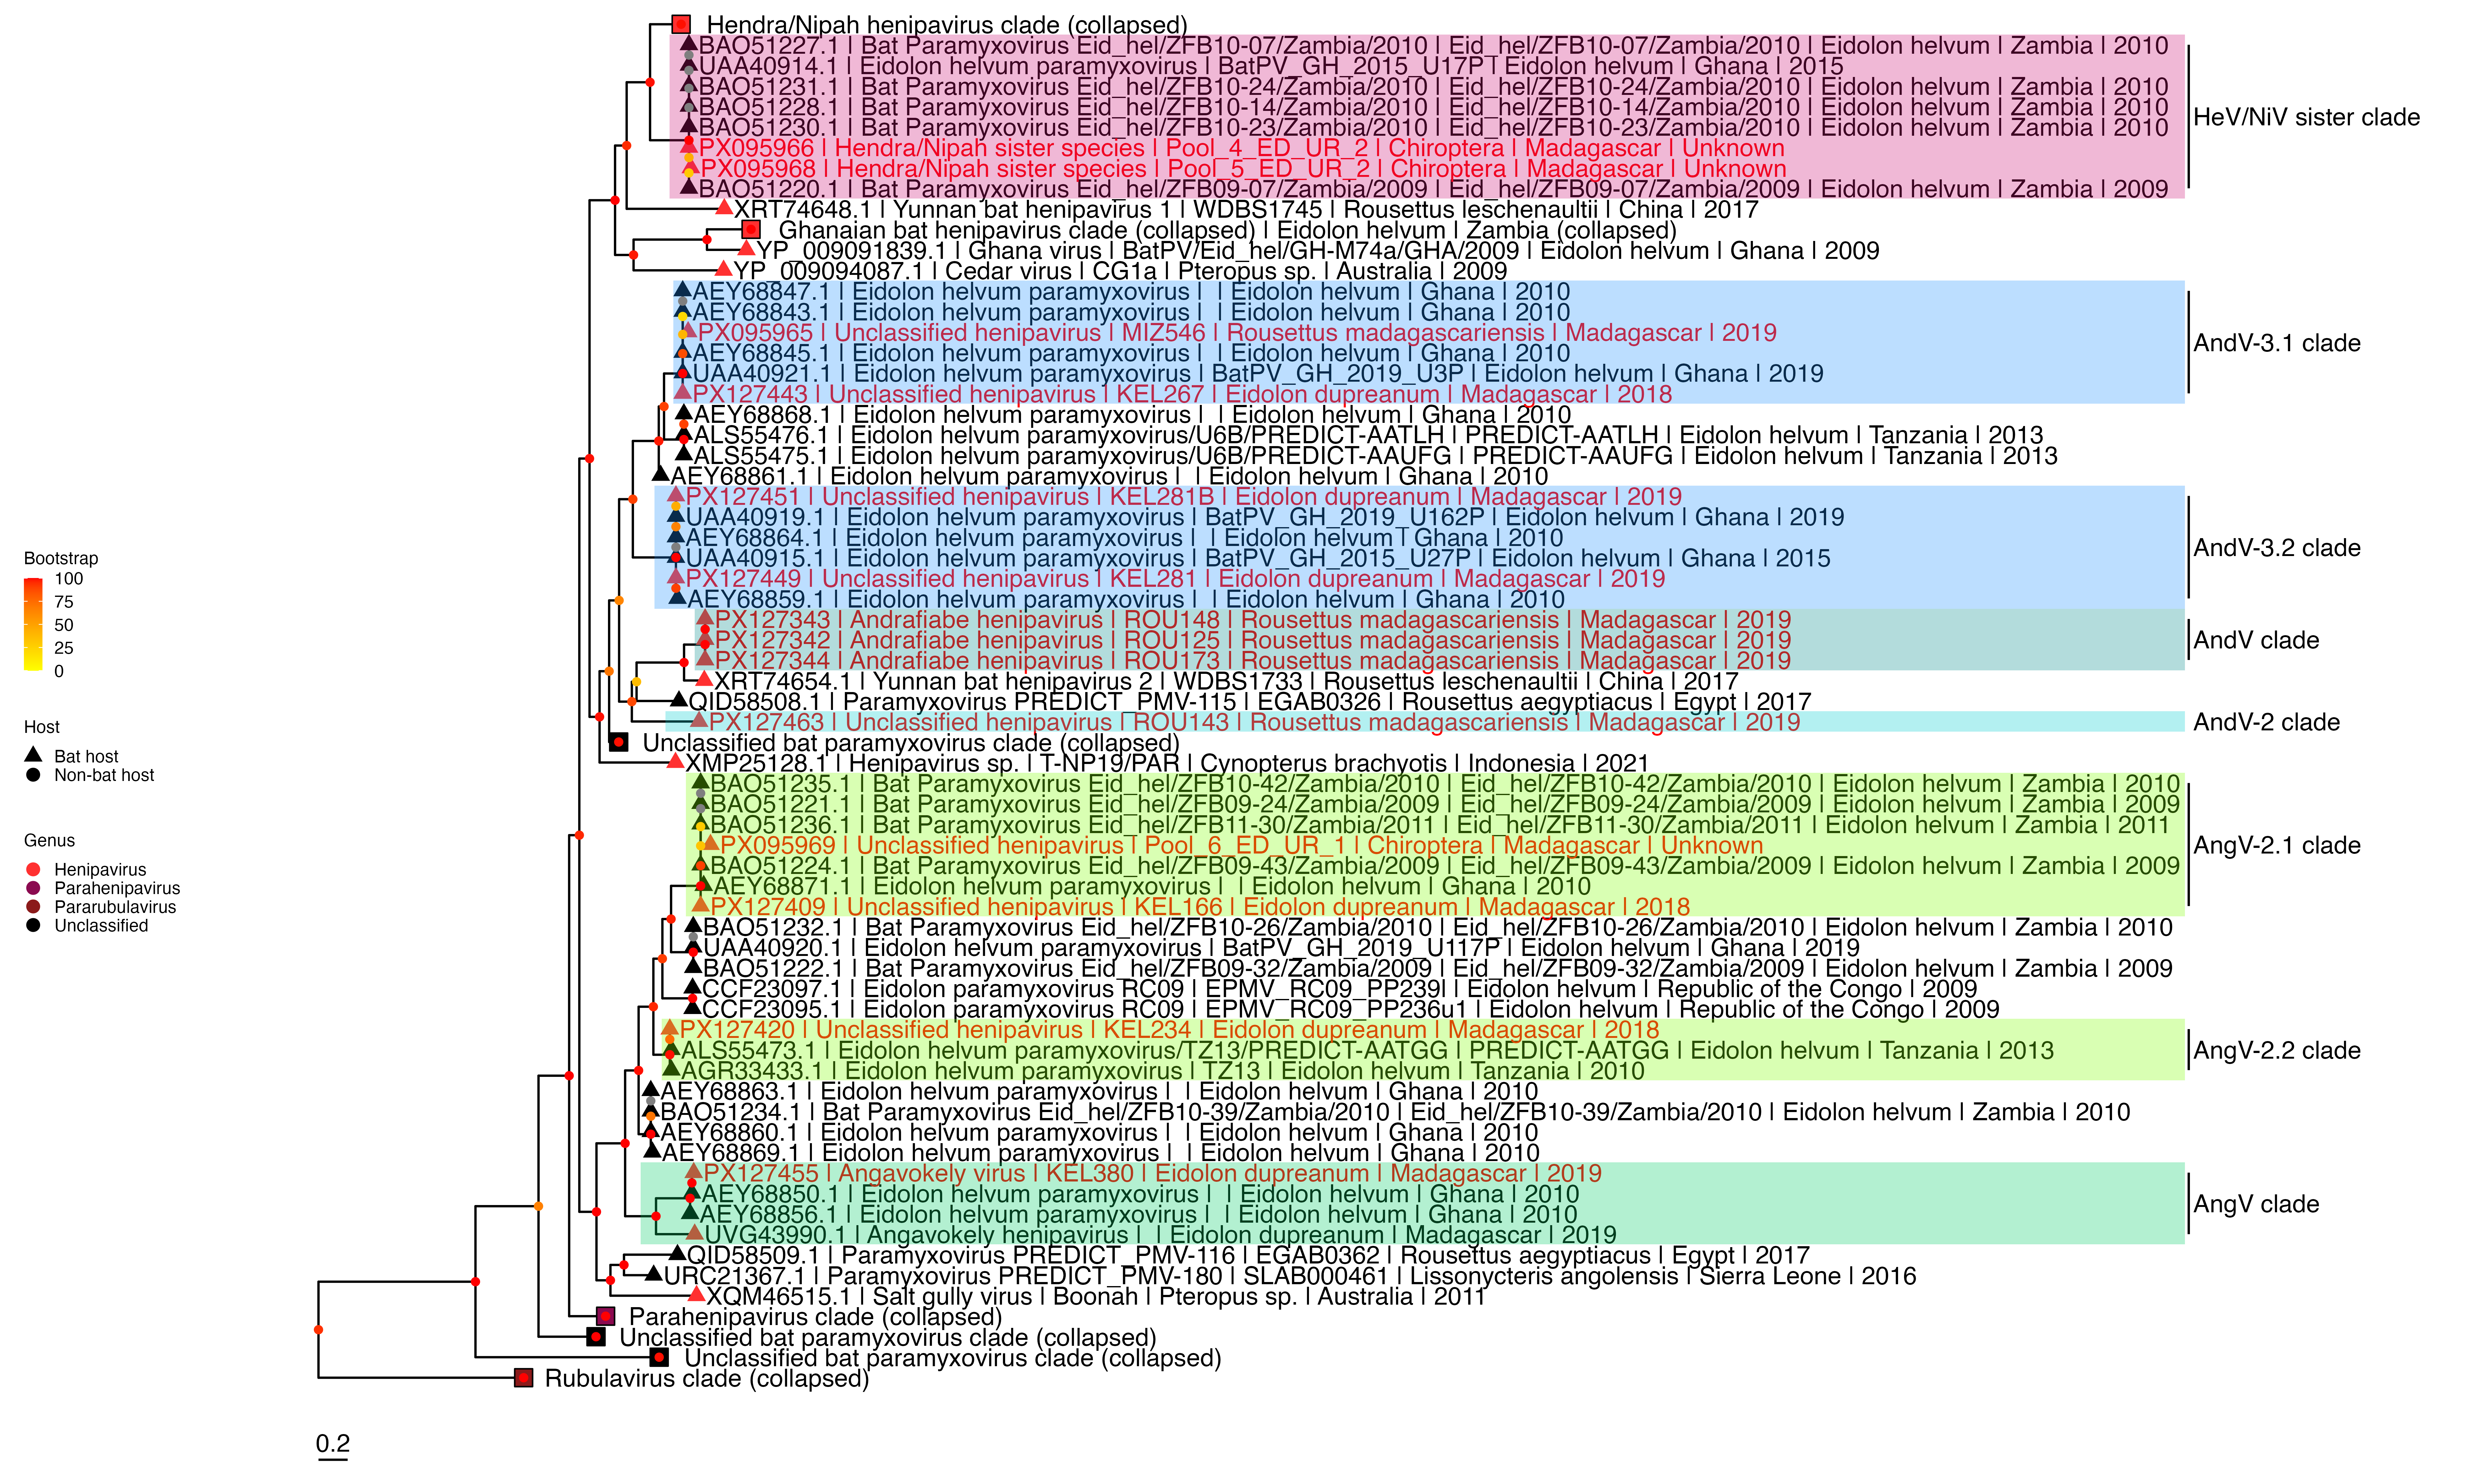 Hendra/Nipah henipavirus clade (collapsed)
BAO51227.1 | Bat Paramyxovirus Eid_hel/ZFB10-07/Zambia/2010 | Eid_hel/ZFB10-07/Zambia/2010 | Eidolon helvum | Zambia | 2010
UAA40914.1 | Eidolon helvum paramyxovirus | BatPV_GH_2015_U17P | Eidolon helvum | Ghana | 2015
BAO51231.1 | Bat Paramyxovirus Eid_hel/ZFB10-24/Zambia/2010 | Eid_hel/ZFB10-24/Zambia/2010 | Eidolon helvum | Zambia | 2010
BAO51228.1 | Bat Paramyxovirus Eid_hel/ZFB10-14/Zambia/2010 | Eid_hel/ZFB10-14/Zambia/2010 | Eidolon helvum | Zambia | 2010
HeV/NiV sister clade
BAO51230.1 | Bat Paramyxovirus Eid_hel/ZFB10-23/Zambia/2010 | Eid_hel/ZFB10-23/Zambia/2010 | Eidolon helvum | Zambia | 2010
PX095966 | Hendra/Nipah sister species | Pool_4_ED_UR_2 | Chiroptera | Madagascar | Unknown
PX095968 | Hendra/Nipah sister species | Pool_5_ED_UR_2 | Chiroptera | Madagascar | Unknown
BAO51220.1 | Bat Paramyxovirus Eid_hel/ZFB09-07/Zambia/2009 | Eid_hel/ZFB09-07/Zambia/2009 | Eidolon helvum | Zambia | 2009
XRT74648.1 | Yunnan bat henipavirus 1 | WDBS1745 | Rousettus leschenaultii | China | 2017
Ghanaian bat henipavirus clade (collapsed) | Eidolon helvum | Zambia (collapsed)
YP_009091839.1 | Ghana virus | BatPV/Eid_hel/GH-M74a/GHA/2009 | Eidolon helvum | Ghana | 2009
YP_009094087.1 | Cedar virus | CG1a | Pteropus sp. | Australia | 2009
AEY68847.1 | Eidolon helvum paramyxovirus | | Eidolon helvum | Ghana | 2010
AEY68843.1 | Eidolon helvum paramyxovirus | | Eidolon helvum | Ghana | 2010
PX095965 | Unclassified henipavirus | MIZ546 | Rousettus madagascariensis | Madagascar | 2019
AndV-3.1 clade
AEY68845.1 | Eidolon helvum paramyxovirus | | Eidolon helvum | Ghana | 2010
UAA40921.1 | Eidolon helvum paramyxovirus | BatPV_GH_2019_U3P | Eidolon helvum | Ghana | 2019
PX127443 | Unclassified henipavirus | KEL267 | Eidolon dupreanum | Madagascar | 2018
AEY68868.1 | Eidolon helvum paramyxovirus | | Eidolon helvum | Ghana | 2010
ALS55476.1 | Eidolon helvum paramyxovirus/U6B/PREDICT-AATLH | PREDICT-AATLH | Eidolon helvum | Tanzania | 2013
ALS55475.1 | Eidolon helvum paramyxovirus/U6B/PREDICT-AAUFG | PREDICT-AAUFG | Eidolon helvum | Tanzania | 2013
AEY68861.1 | Eidolon helvum paramyxovirus | | Eidolon helvum | Ghana | 2010
PX127451 | Unclassified henipavirus | KEL281B | Eidolon dupreanum | Madagascar | 2019
UAA40919.1 | Eidolon helvum paramyxovirus | BatPV_GH_2019_U162P | Eidolon helvum | Ghana | 2019
AEY68864.1 | Eidolon helvum paramyxovirus | | Eidolon helvum | Ghana | 2010
AndV-3.2 clade
UAA40915.1 | Eidolon helvum paramyxovirus | BatPV_GH_2015_U27P | Eidolon helvum | Ghana | 2015
PX127449 | Unclassified henipavirus | KEL281 | Eidolon dupreanum | Madagascar | 2019
AEY68859.1 | Eidolon helvum paramyxovirus | | Eidolon helvum | Ghana | 2010
PX127343 | Andrafiabe henipavirus | ROU148 | Rousettus madagascariensis | Madagascar | 2019
PX127342 | Andrafiabe henipavirus | ROU125 | Rousettus madagascariensis | Madagascar | 2019
AndV clade
PX127344 | Andrafiabe henipavirus | ROU173 | Rousettus madagascariensis | Madagascar | 2019
XRT74654.1 | Yunnan bat henipavirus 2 | WDBS1733 | Rousettus leschenaultii | China | 2017
QID58508.1 | Paramyxovirus PREDICT_PMV-115 | EGAB0326 | Rousettus aegyptiacus | Egypt | 2017
PX127463 | Unclassified henipavirus | ROU143 | Rousettus madagascariensis | Madagascar | 2019
AndV-2 clade
Unclassified bat paramyxovirus clade (collapsed)
XMP25128.1 | Henipavirus sp. | T-NP19/PAR | Cynopterus brachyotis | Indonesia | 2021
BAO51235.1 | Bat Paramyxovirus Eid_hel/ZFB10-42/Zambia/2010 | Eid_hel/ZFB10-42/Zambia/2010 | Eidolon helvum | Zambia | 2010
BAO51221.1 | Bat Paramyxovirus Eid_hel/ZFB09-24/Zambia/2009 | Eid_hel/ZFB09-24/Zambia/2009 | Eidolon helvum | Zambia | 2009
BAO51236.1 | Bat Paramyxovirus Eid_hel/ZFB11-30/Zambia/2011 | Eid_hel/ZFB11-30/Zambia/2011 | Eidolon helvum | Zambia | 2011
PX095969 | Unclassified henipavirus | Pool_6_ED_UR_1 | Chiroptera | Madagascar | Unknown
AngV-2.1 clade
BAO51224.1 | Bat Paramyxovirus Eid_hel/ZFB09-43/Zambia/2009 | Eid_hel/ZFB09-43/Zambia/2009 | Eidolon helvum | Zambia | 2009
AEY68871.1 | Eidolon helvum paramyxovirus | | Eidolon helvum | Ghana | 2010
PX127409 | Unclassified henipavirus | KEL166 | Eidolon dupreanum | Madagascar | 2018
BAO51232.1 | Bat Paramyxovirus Eid_hel/ZFB10-26/Zambia/2010 | Eid_hel/ZFB10-26/Zambia/2010 | Eidolon helvum | Zambia | 2010
UAA40920.1 | Eidolon helvum paramyxovirus | BatPV_GH_2019_U117P | Eidolon helvum | Ghana | 2019
BAO51222.1 | Bat Paramyxovirus Eid_hel/ZFB09-32/Zambia/2009 | Eid_hel/ZFB09-32/Zambia/2009 | Eidolon helvum | Zambia | 2009
CCF23097.1 | Eidolon paramyxovirus RC09 | EPMV_RC09_PP239l | Eidolon helvum | Republic of the Congo | 2009
CCF23095.1 | Eidolon paramyxovirus RC09 | EPMV_RC09_PP236u1 | Eidolon helvum | Republic of the Congo | 2009
PX127420 | Unclassified henipavirus | KEL234 | Eidolon dupreanum | Madagascar | 2018
ALS55473.1 | Eidolon helvum paramyxovirus/TZ13/PREDICT-AATGG | PREDICT-AATGG | Eidolon helvum | Tanzania | 2013
AngV-2.2 clade
AGR33433.1 | Eidolon helvum paramyxovirus | TZ13 | Eidolon helvum | Tanzania | 2010
AEY68863.1 | Eidolon helvum paramyxovirus | | Eidolon helvum | Ghana | 2010
BAO51234.1 | Bat Paramyxovirus Eid_hel/ZFB10-39/Zambia/2010 | Eid_hel/ZFB10-39/Zambia/2010 | Eidolon helvum | Zambia | 2010
AEY68860.1 | Eidolon helvum paramyxovirus | | Eidolon helvum | Ghana | 2010
AEY68869.1 | Eidolon helvum paramyxovirus | | Eidolon helvum | Ghana | 2010
PX127455 | Angavokely virus | KEL380 | Eidolon dupreanum | Madagascar | 2019
AEY68850.1 | Eidolon helvum paramyxovirus | | Eidolon helvum | Ghana | 2010
AngV clade
AEY68856.1 | Eidolon helvum paramyxovirus | | Eidolon helvum | Ghana | 2010
UVG43990.1 | Angavokely henipavirus | | Eidolon dupreanum | Madagascar | 2019
QID58509.1 | Paramyxovirus PREDICT_PMV-116 | EGAB0362 | Rousettus aegyptiacus | Egypt | 2017
URC21367.1 | Paramyxovirus PREDICT_PMV-180 | SLAB000461 | Lissonycteris angolensis | Sierra Leone | 2016
XQM46515.1 | Salt gully virus | Boonah | Pteropus sp. | Australia | 2011
Parahenipavirus clade (collapsed)
Unclassified bat paramyxovirus clade (collapsed)
Unclassified bat paramyxovirus clade (collapsed)
Rubulavirus clade (collapsed)
0.2
Bootstrap
100
75
50
25
0
Host
Bat host
Non-bat host
Genus
Henipavirus
Parahenipavirus
Pararubulavirus
Unclassified